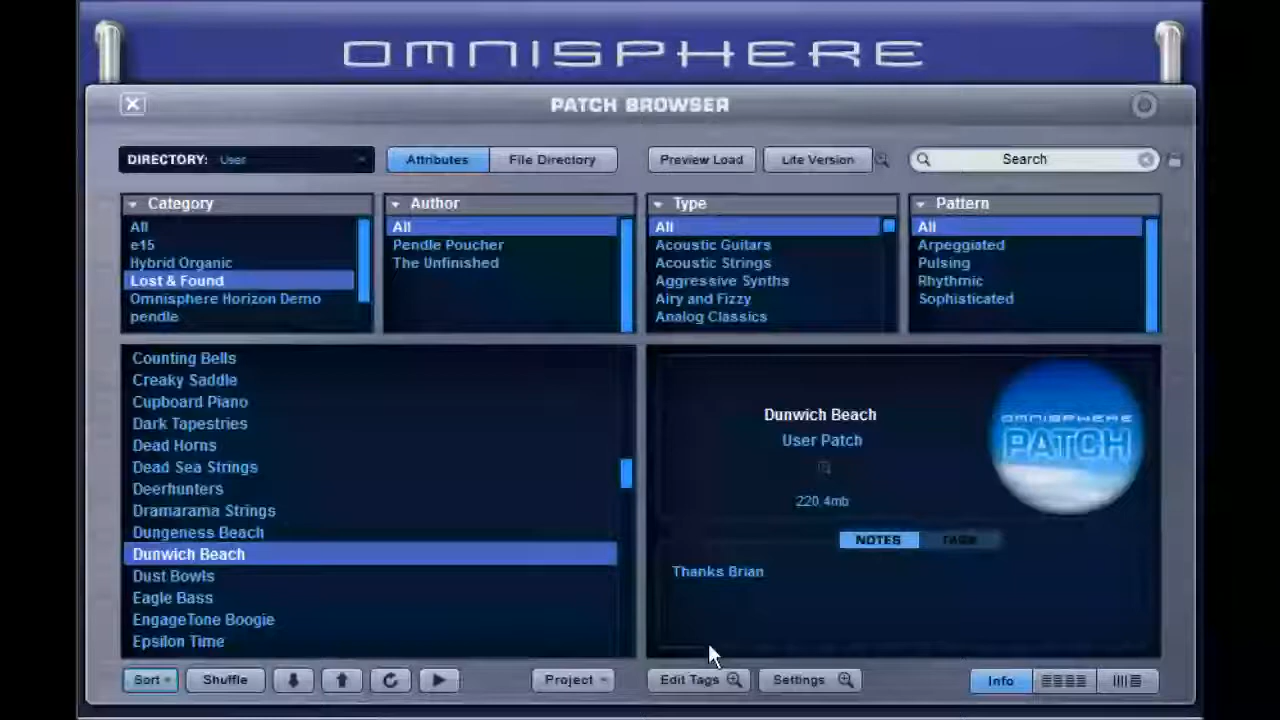 OMNISPHERE
PATCH BROWSER
DIRECTORY: User
Attributes
File Directory
Preview Load
Lite Version
Search
Category
All
e15
Hybrid Organic
Lost & Found
Omnisphere Horizon Demo
pendle
Author
All
Pendle Poucher
The Unfinished
Type
All
Acoustic Guitars
Acoustic Strings
Aggressive Synths
Airy and Fizzy
Analog Classics
Pattern
All
Arpeggiated
Pulsing
Rhythmic
Sophisticated
Counting Bells
Creaky Saddle
Cupboard Piano
Dark Tapestries
Dead Horns
Dead Sea Strings
Deerhunters
Dramarama Strings
Dungeness Beach
Dunwich Beach
Dust Bowls
Eagle Bass
EngageTone Boogie
Epsilon Time
Dunwich Beach
User Patch
220.4mb
OMNISPHERE
PATCH
NOTES
TAGS
Thanks Brian
Sort
Shuffle
Project
Edit Tags
Settings
Info